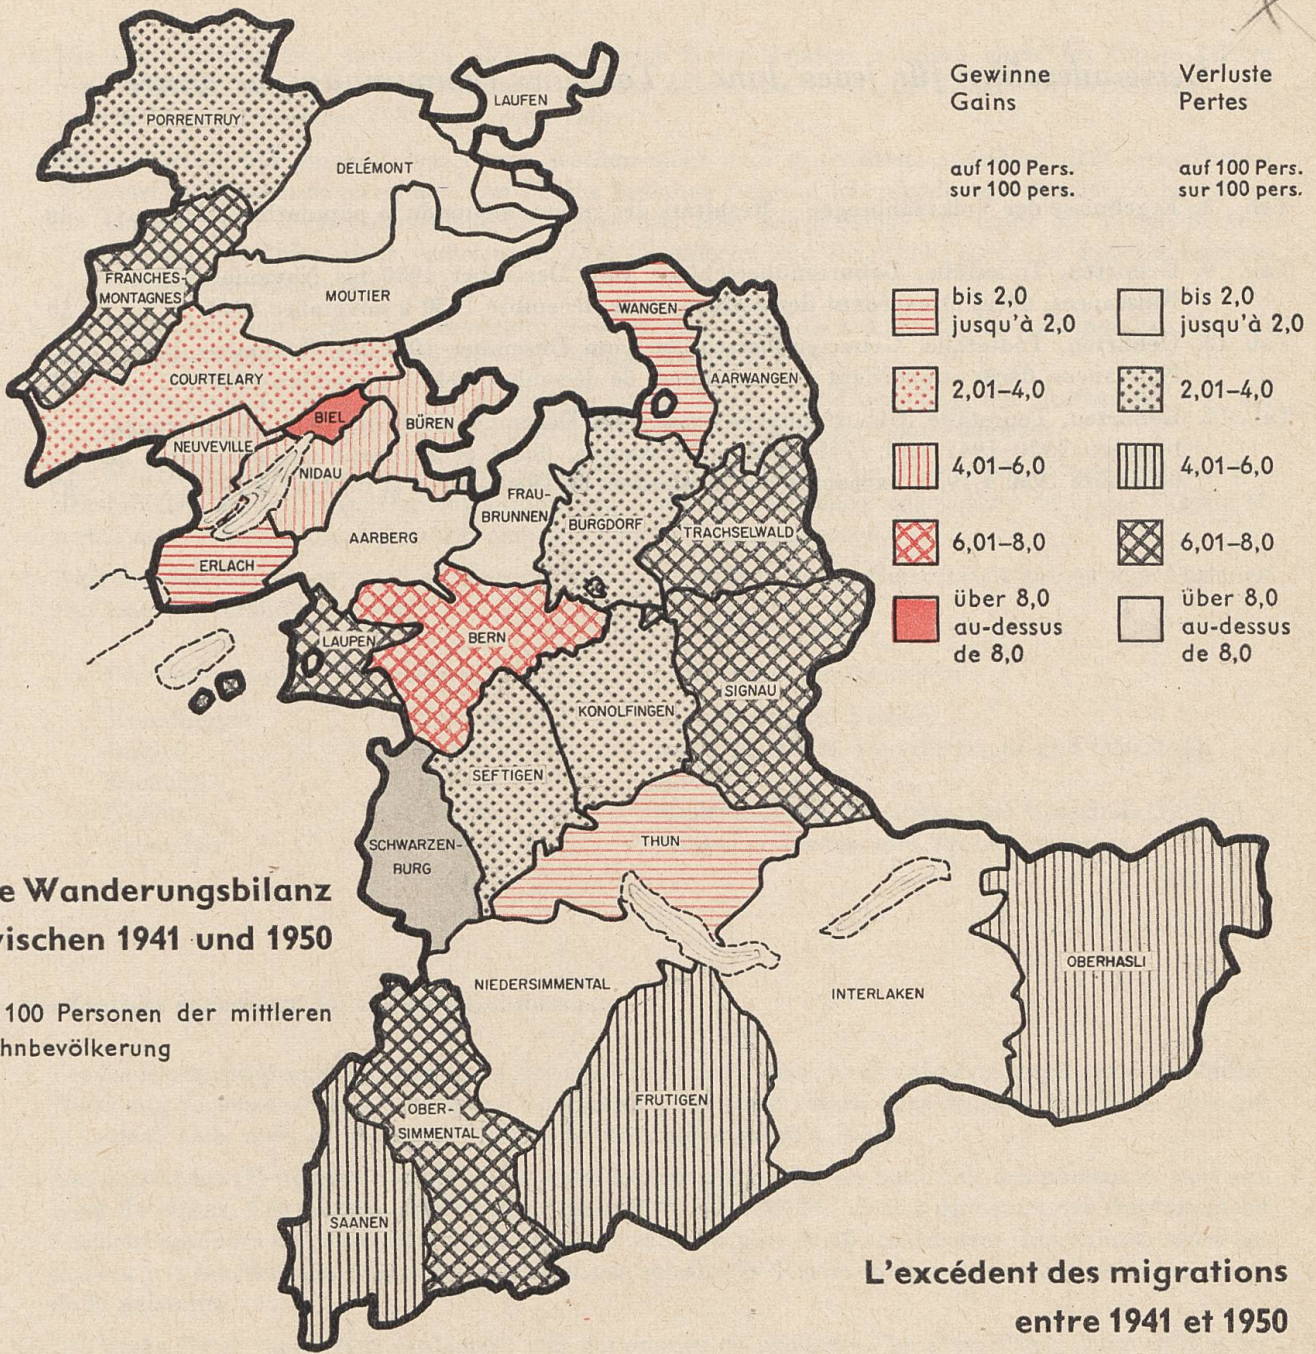 Gewinne
Gains
Verluste
Pertes
auf 100 Pers.
sur 100 pers.
auf 100 Pers.
sur 100 pers.
bis 2,0
jusqu'à 2,0
bis 2,0
jusqu'à 2,0
2,01–4,0
2,01–4,0
4,01–6,0
4,01–6,0
6,01–8,0
6,01–8,0
über 8,0
au-dessus
de 8,0
über 8,0
au-dessus
de 8,0
PORRENTRUY
LAUFEN
DELÉMONT
FRANCHES-
MONTAGNES
MOUTIER
WANGEN
AARWANGEN
COURTELARY
BIEL
BÜREN
NEUVEVILLE
NIDAU
FRAU-
BRUNNEN
BURGDORF
TRACHSELWALD
AARBERG
ERLACH
LAUPEN
BERN
SIGNAU
KONOLFINGEN
SEFTIGEN
SCHWARZEN-
BURG
THUN
OBERHASLI
NIEDERSIMMENTAL
INTERLAKEN
FRUTIGEN
OBER-
SIMMENTAL
SAANEN
e Wanderungsbilanz
ischen 1941 und 1950
100 Personen der mittleren
hnbevölkerung
L'excédent des migrations
entre 1941 et 1950